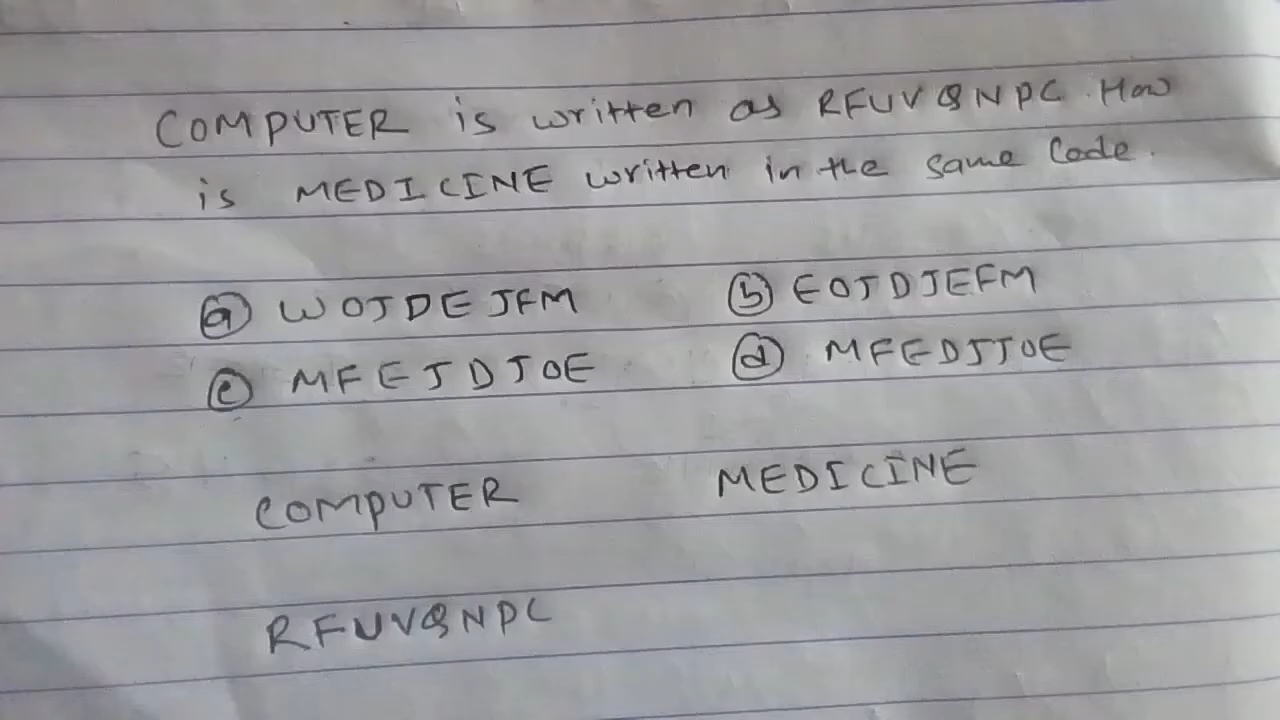 COMPUTER is written as RFUVQNPC. How
is MEDICINE written in the same Code.
(a) WOJDEJFM (b) EOJDJEFM
(c) MFEJDJOE (d) MFEDJJOE
COMPUTER MEDICINE
RFUVQNPC